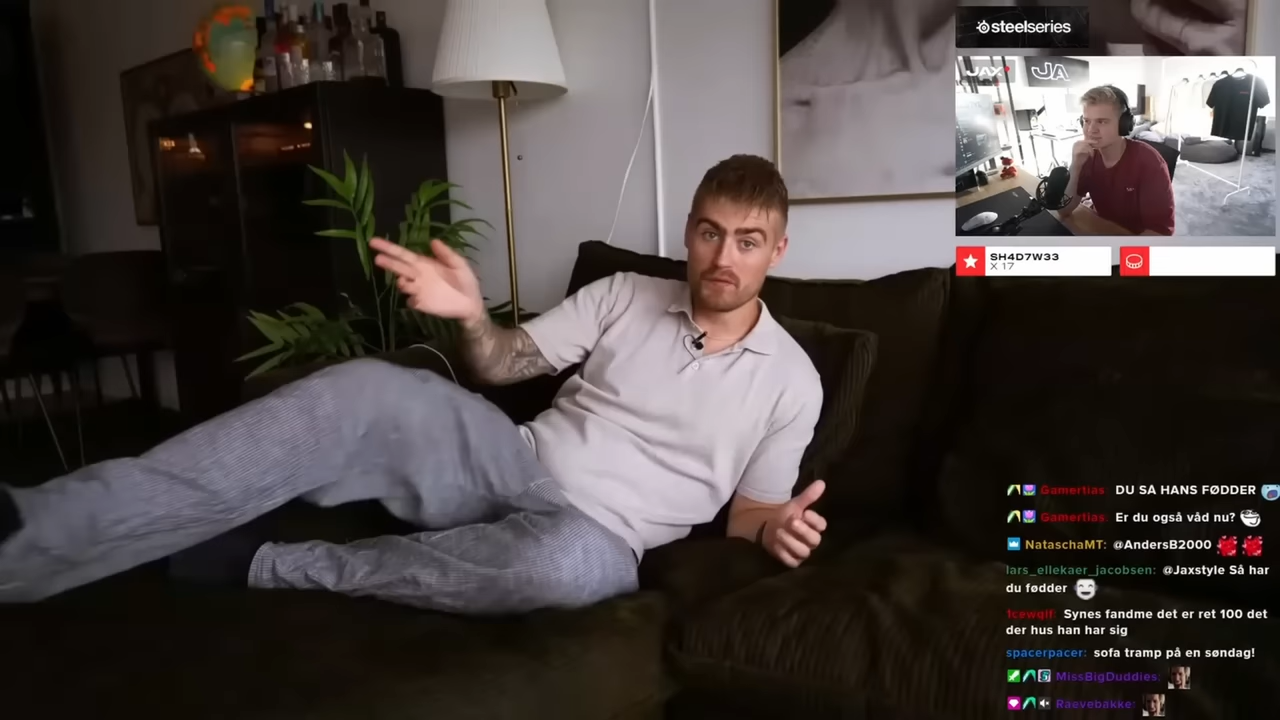 steelseries
JAX
JA
SH4D7W33
X 17
Gamertias: DU SÅ HANS FØDDER
Gamertias: Er du også våd nu?
NataschaMT: @AndersB2000
lars_ellekaer_jacobsen: @Jaxstyle Så har
du fødder
1cewqlf: Synes fandme det er ret 100 det
der hus han har sig
spacerpacer: sofa tramp på en søndag!
MissBigDuddies:
Raevebakke: